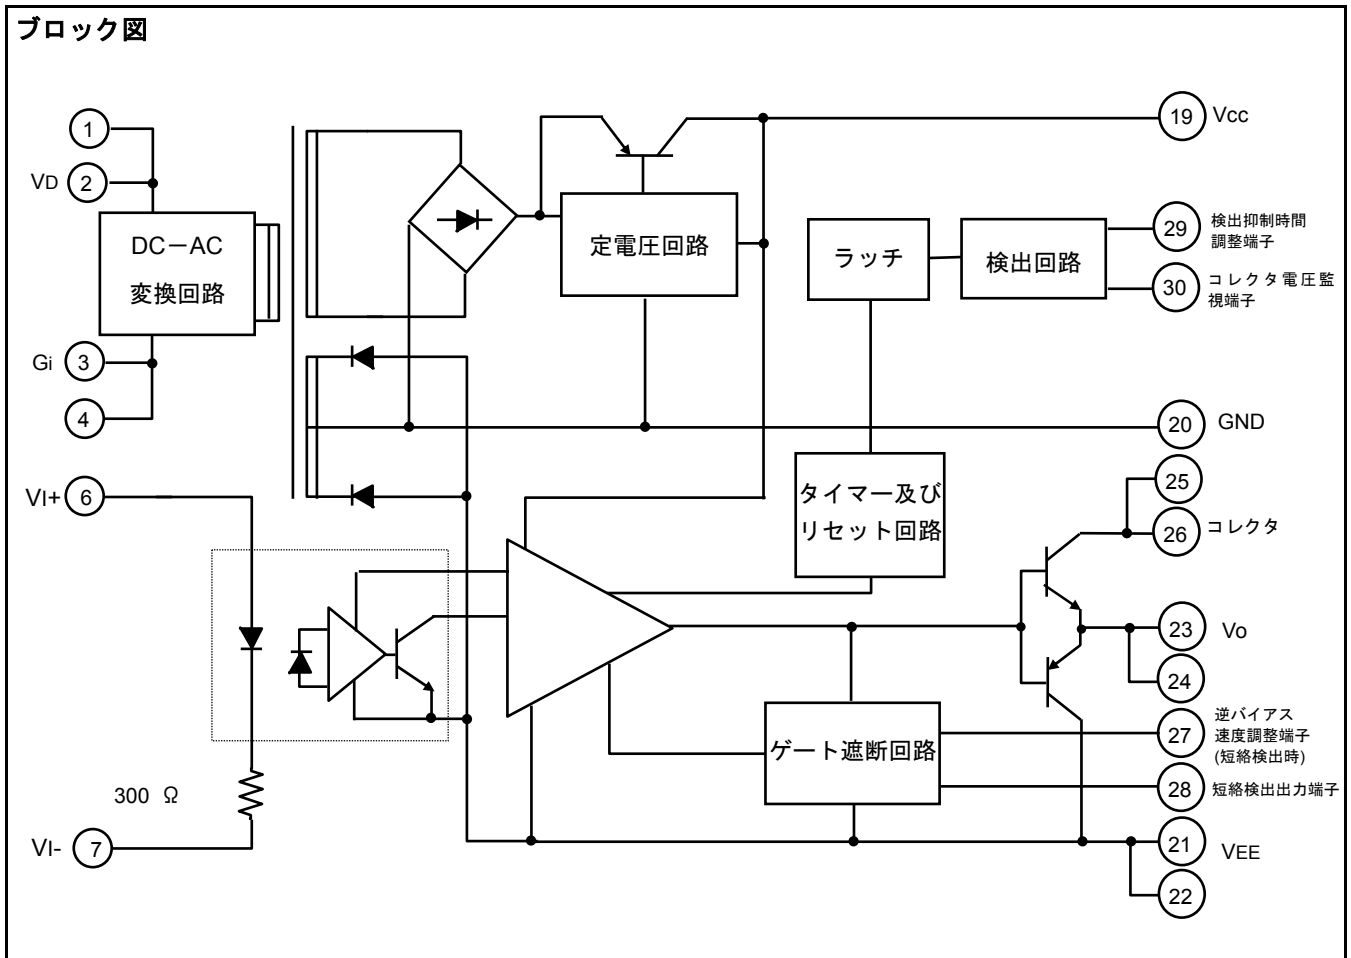 ブロック図
1
VD 2
DC－AC
変換回路
Gi 3
4
VI+ 6
300 Ω
VI- 7
定電圧回路
ラッチ
検出回路
タイマー及び
リセット回路
ゲート遮断回路
19 Vcc
29 検出抑制時間
調整端子
30 コレクタ電圧監
視端子
20 GND
25
26 コレクタ
23 Vo
24
27 逆バイアス
速度調整端子
(短絡検出時)
28 短絡検出出力端子
21 VEE
22